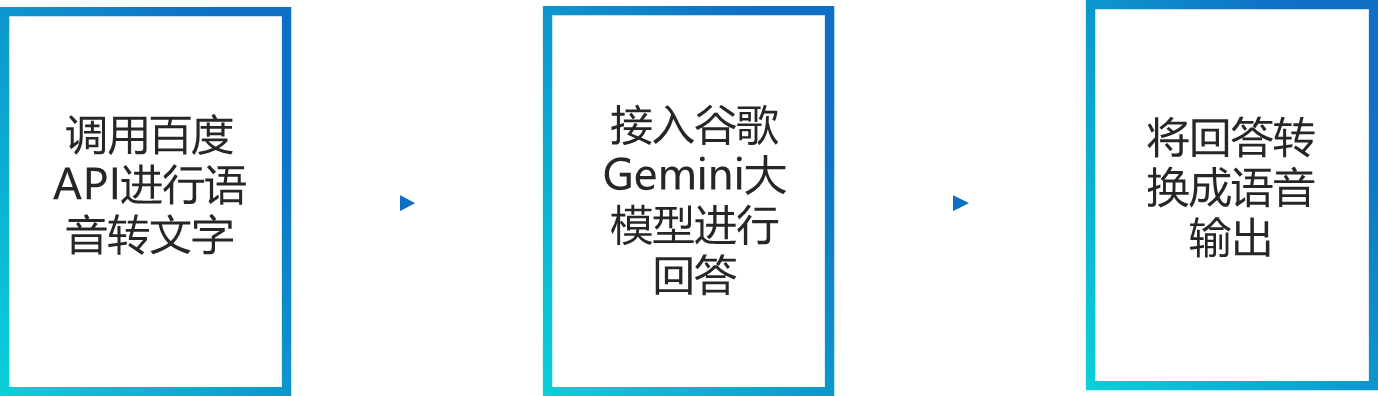 调用百度
API进行语
音转文字
接入谷歌
Gemini大
模型进行
回答
将回答转
换成语音
输出